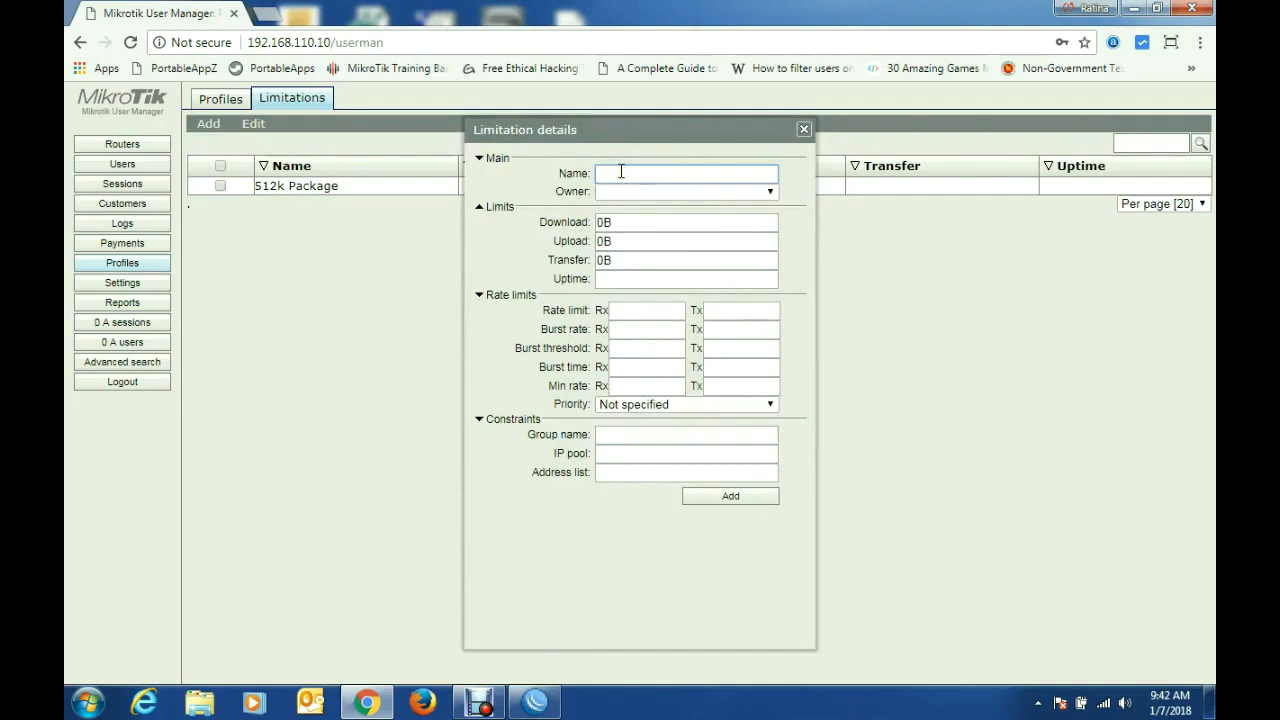 Mikrotik User Manager:
Ratina
Not secure
192.168.110.10/userman
Apps
PortableAppZ
PortableApps
MikroTik Training Ba
Free Ethical Hacking
A Complete Guide to
How to filter users o
30 Amazing Games
Non-Government Te
»
MikroTik
Mikrotik User Manager
Routers
Users
Sessions
Customers
Logs
Payments
Profiles
Settings
Reports
0 A sessions
0 A users
Advanced search
Logout
Profiles
Limitations
Add
Edit
Name
Transfer
Uptime
512k Package
Per page [20]
Limitation details
Main
Name:
Owner:
Limits
Download: 0B
Upload: 0B
Transfer: 0B
Uptime:
Rate limits
Rate limit: Rx Tx
Burst rate: Rx Tx
Burst threshold: Rx Tx
Burst time: Rx Tx
Min rate: Rx Tx
Priority: Not specified
Constraints
Group name:
IP pool:
Address list:
Add
9:42 AM
1/7/2018